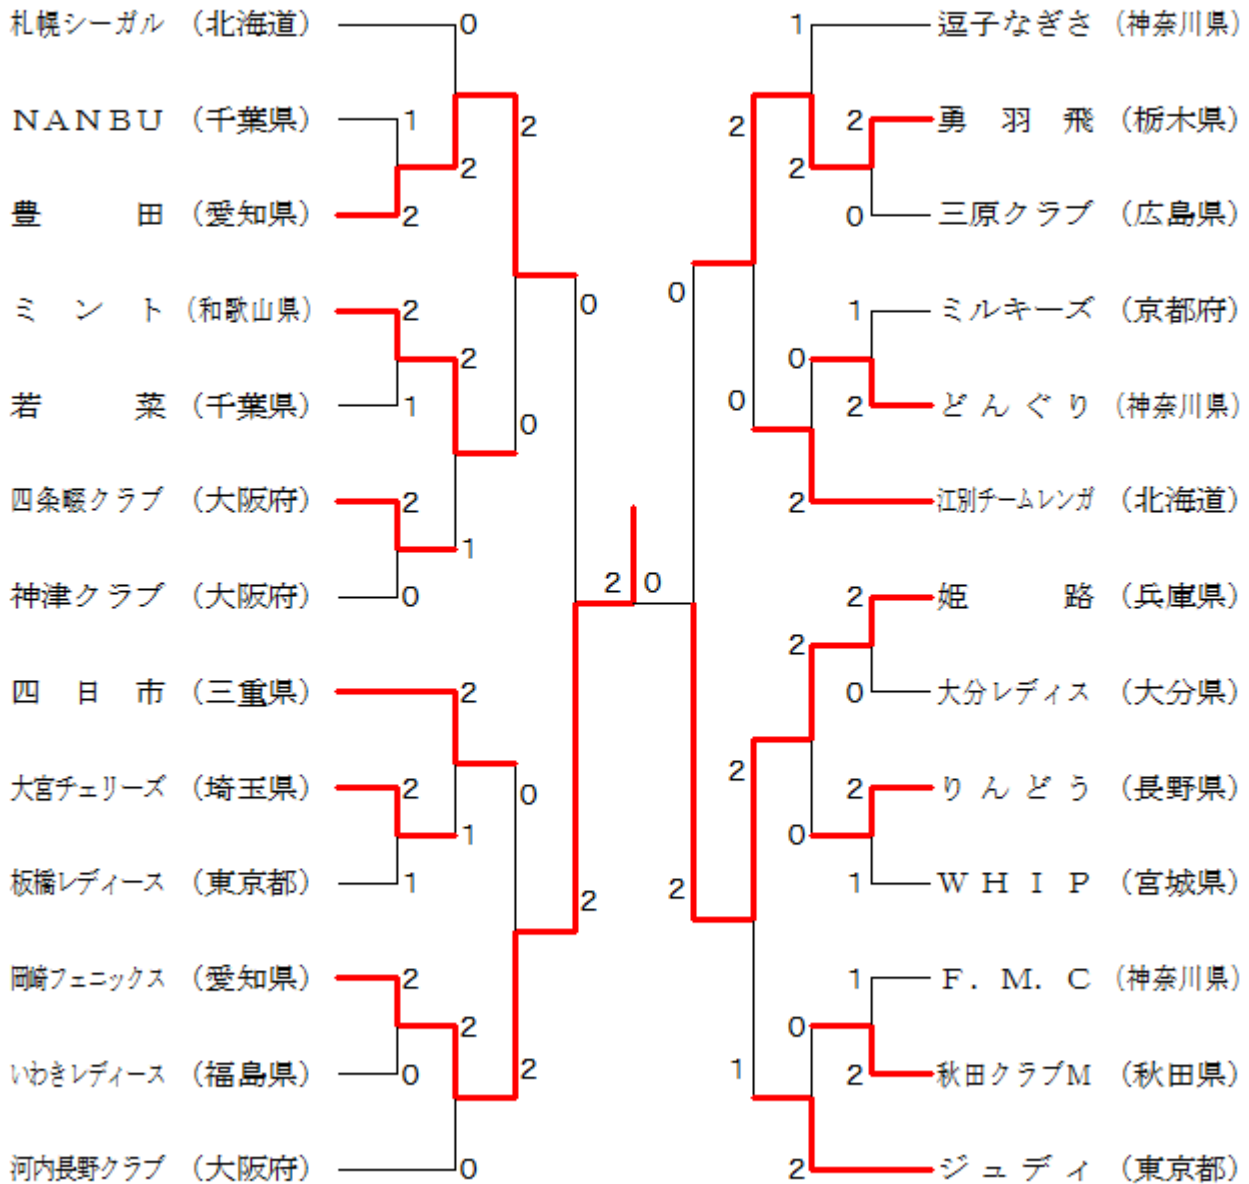 札幌シーガル (北海道) 0
1 逗子なぎさ (神奈川県)
NANBU (千葉県) 1
2
2
2 勇羽飛 (栃木県)
2
2
豊田 (愛知県) 2
0 三原クラブ (広島県)
ミント (和歌山県) 2
0
0
1 ミルキーズ (京都府)
2
0
若菜 (千葉県) 1
0
0
2 どんぐり (神奈川県)
四条畷クラブ (大阪府) 2
2 江別チームレンガ (北海道)
1
神津クラブ (大阪府) 0
2 0
2 姫路 (兵庫県)
2
四日市 (三重県) 2
0 大分レディス (大分県)
大宮チェリーズ (埼玉県) 2
0
2
2 りんどう (長野県)
1
0
板橋レディース (東京都) 1
2
2
1 WHIP (宮城県)
岡崎フェニックス (愛知県) 2
1 F.M.C (神奈川県)
2
0
いわきレディース (福島県) 0
2
1
2 秋田クラブM (秋田県)
河内長野クラブ (大阪府) 0
2 ジュディ (東京都)